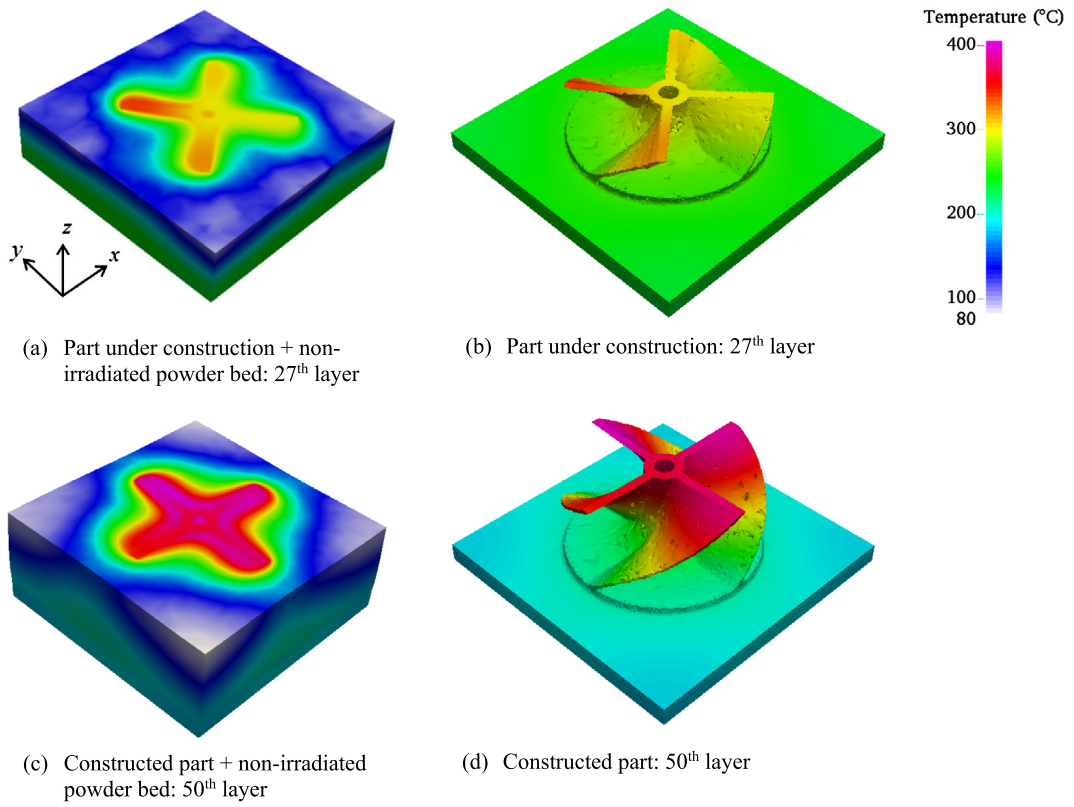 Temperature (°C)
400
300
200
100
80
z
y
x
(a) Part under construction + non-
irradiated powder bed: 27th layer
(b) Part under construction: 27th layer
(c) Constructed part + non-irradiated
powder bed: 50th layer
(d) Constructed part: 50th layer